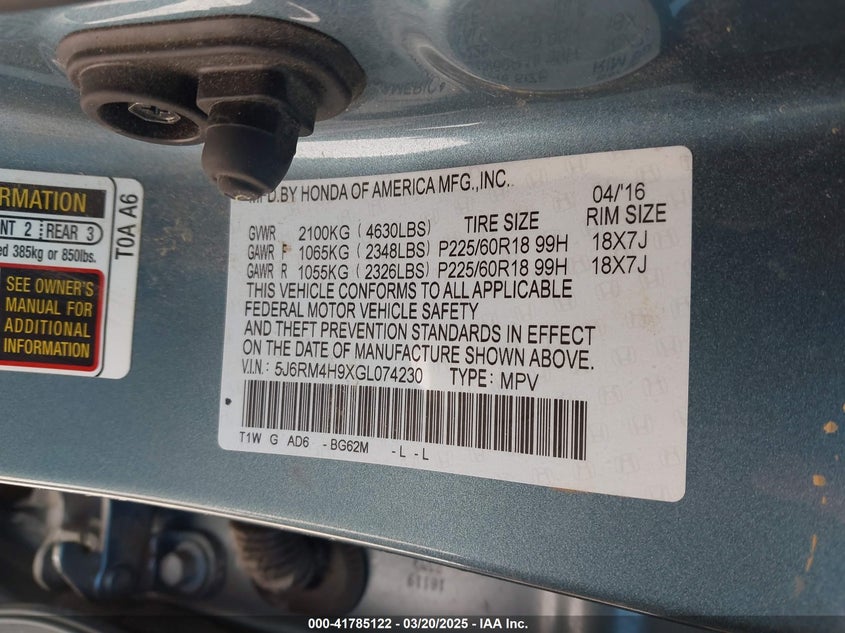 RMATION
NT 2 REAR 3
ed 385kg or 850lbs.
SEE OWNER'S
MANUAL FOR
ADDITIONAL
INFORMATION
T0A A6
MFD.BY HONDA OF AMERICA MFG.,INC. 04/'16
GVWR 2100KG (4630LBS) TIRE SIZE RIM SIZE
GAWR F 1065KG (2348LBS) P225/60R18 99H 18X7J
GAWR R 1055KG (2326LBS) P225/60R18 99H 18X7J
THIS VEHICLE CONFORMS TO ALL APPLICABLE
FEDERAL MOTOR VEHICLE SAFETY
AND THEFT PREVENTION STANDARDS IN EFFECT
ON THE DATE OF MANUFACTURE SHOWN ABOVE.
V.I.N.: 5J6RM4H9XGL074230 TYPE: MPV
T1W G AD6 -BG62M -L -L
000-41785122 — 03/20/2025 — IAA Inc.